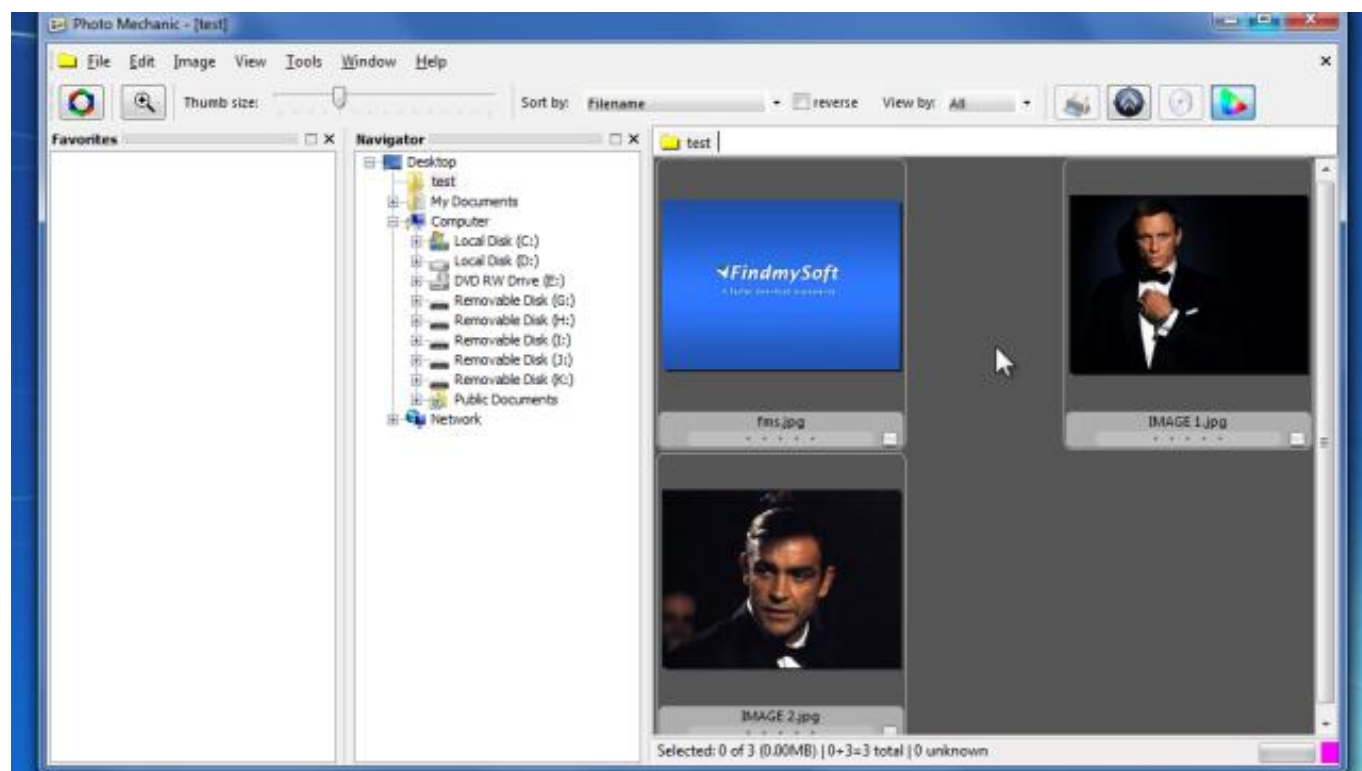 Photo Mechanic - [test]
File Edit Image View Tools Window Help
Thumb size: Sort by: Filename reverse View by: All
Favorites
Navigator
Desktop
test
My Documents
Computer
Local Disk (C:)
Local Disk (D:)
DVD RW Drive (E:)
Removable Disk (G:)
Removable Disk (H:)
Removable Disk (I:)
Removable Disk (J:)
Removable Disk (K:)
Public Documents
Network
test
FindmySoft
fms.jpg
IMAGE 1.jpg
IMAGE 2.jpg
Selected: 0 of 3 (0.00MB) | 0+3=3 total | 0 unknown